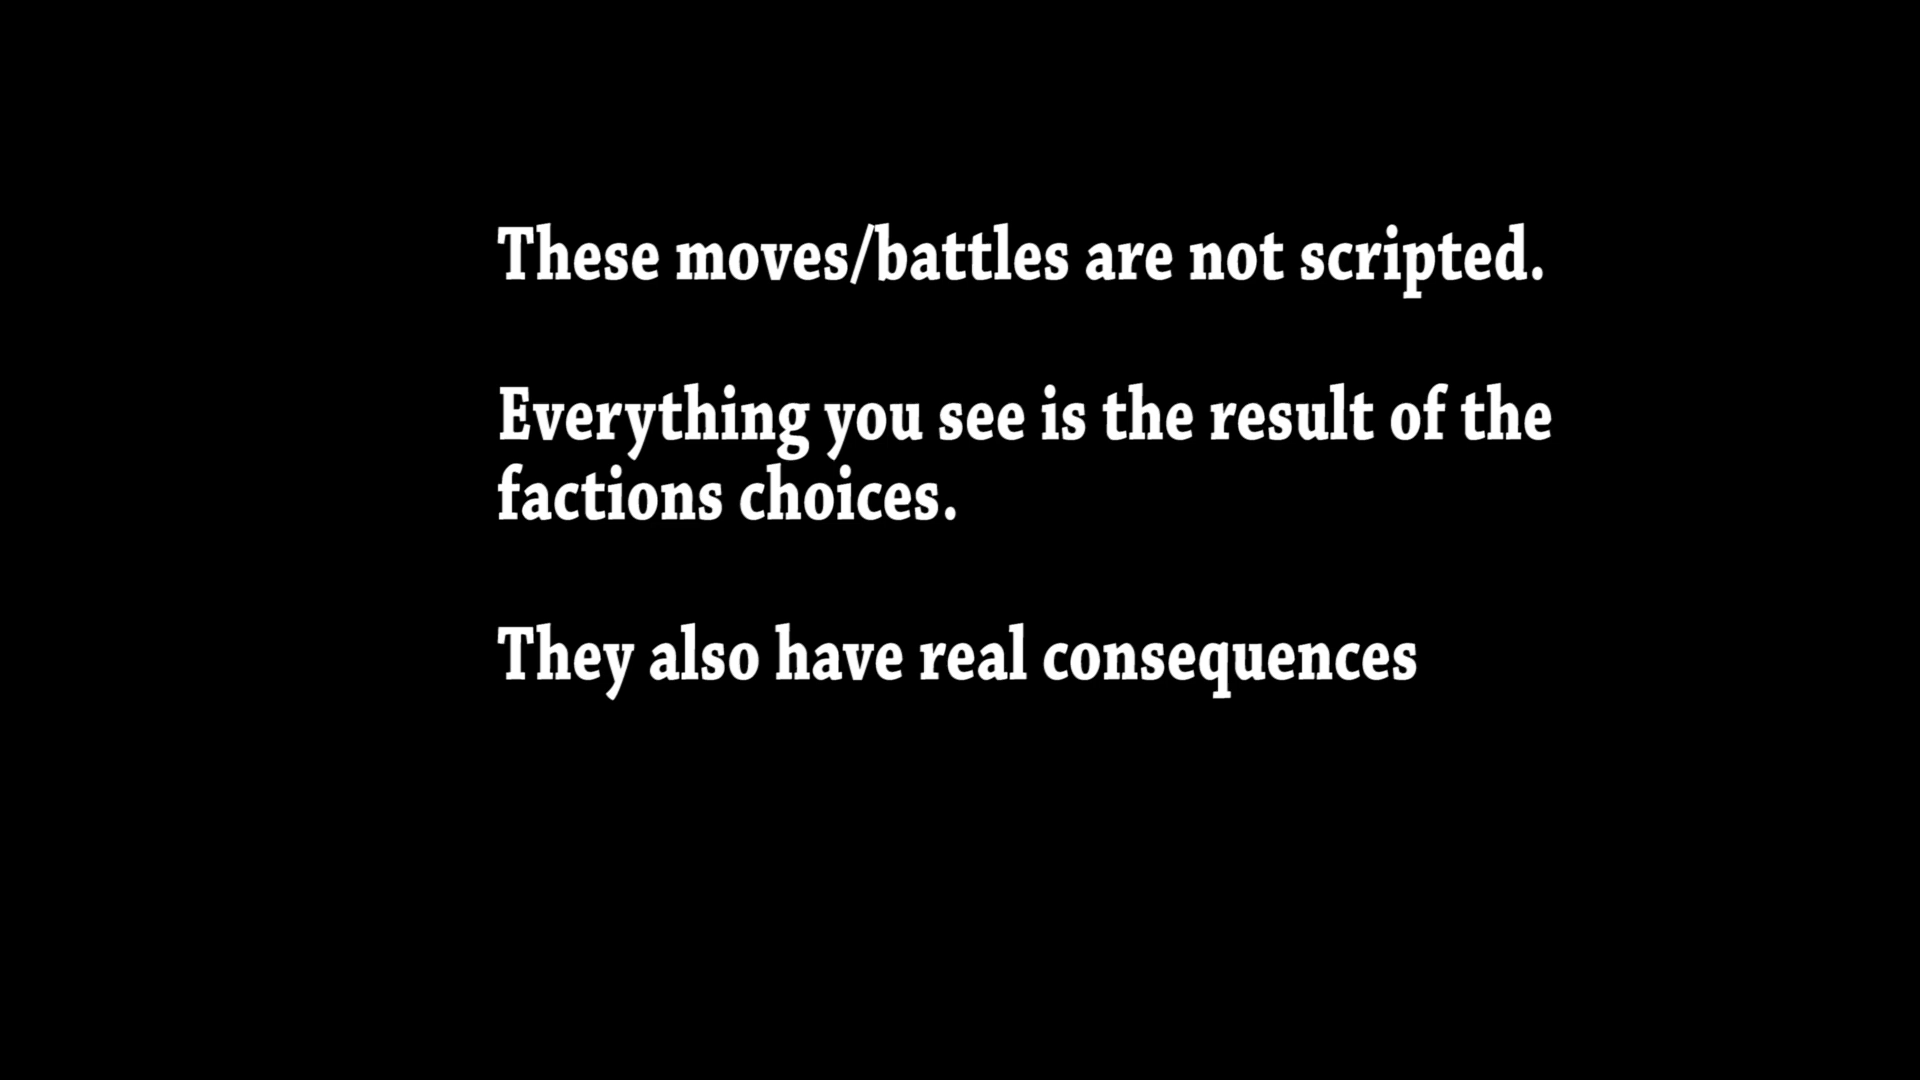 These moves/battles are not scripted.
Everything you see is the result of the
factions choices.
They also have real consequences